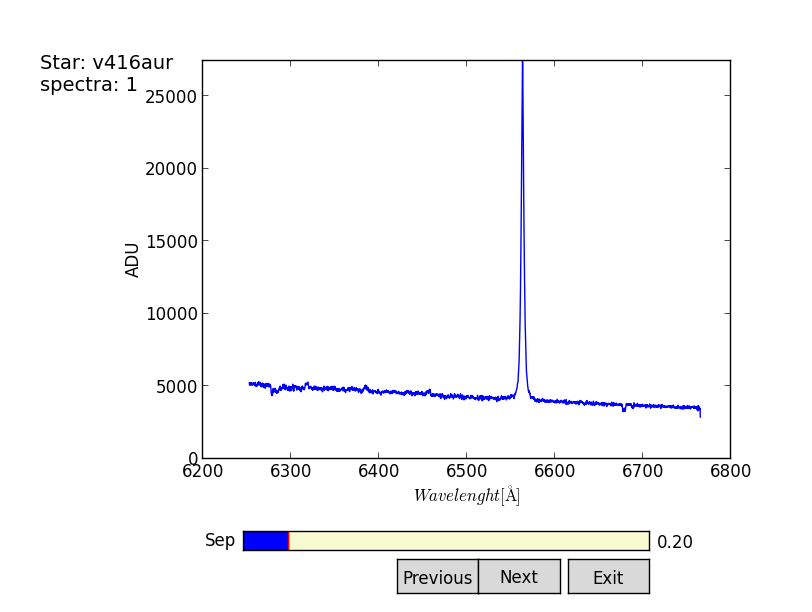 Star: v416aur
spectra: 1
25000
20000
15000
10000
5000
0
ADU
6200 6300 6400 6500 6600 6700 6800
Wavelenght[Å]
Sep 0.20
Previous Next Exit